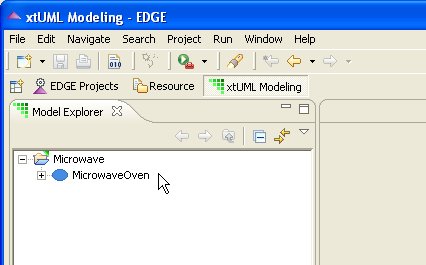 xtUML Modeling - EDGE
File Edit Navigate Search Project Run Window Help
010
EDGE Projects Resource xtUML Modeling
Model Explorer
Microwave
MicrowaveOven